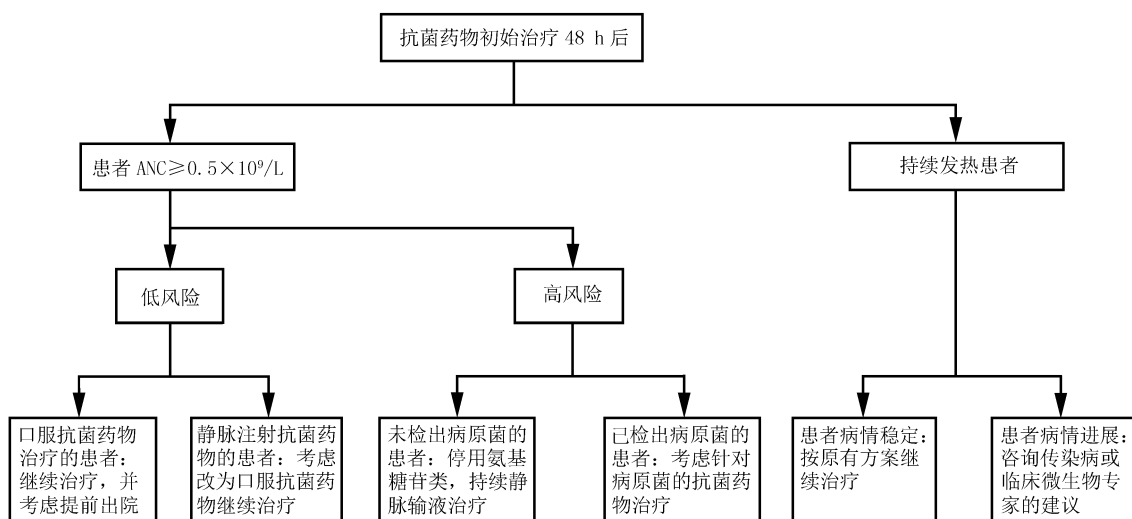 抗菌药物初始治疗 48 h 后
患者 ANC≥0.5×10⁹/L
持续发热患者
低风险
高风险
口服抗菌药物
治疗的患者：
继续治疗，并
考虑提前出院
静脉注射抗菌药
物的患者：考虑
改为口服抗菌药
物继续治疗
未检出病原菌的
患者：停用氨基
糖苷类，持续静
脉输液治疗
已检出病原菌的
患者：考虑针对
病原菌的抗菌药
物治疗
患者病情稳定：
按原有方案继
续治疗
患者病情进展：
咨询传染病或
临床微生物专
家的建议